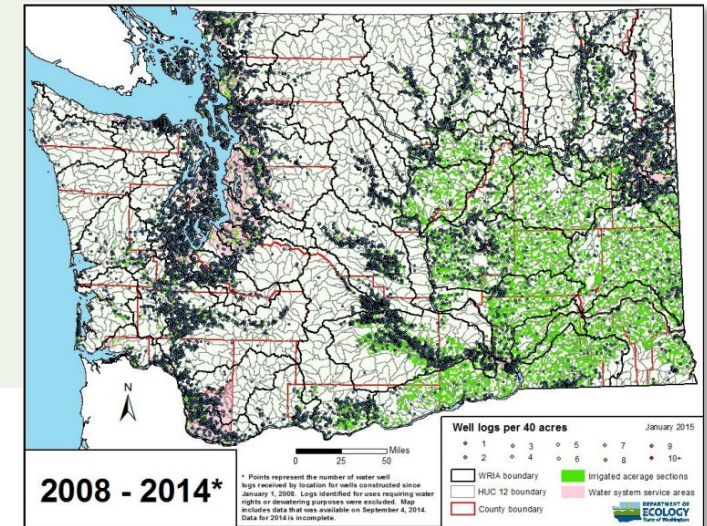 N
Miles
0 25 50
2008 - 2014*
* Points represent the number of water well
logs received by location for wells constructed since
January 1, 2008. Logs identified for uses requiring water
rights or dewatering purposes were excluded. Map
includes data that was available on September 4, 2014.
Data for 2014 is incomplete.
Well logs per 40 acres
January 2015
1 3 5 7 9
2 4 6 8 10+
WRIA boundary
Irrigated acerage sections
HUC 12 boundary
Water system service areas
County boundary
DEPARTMENT OF
ECOLOGY
State of Washington